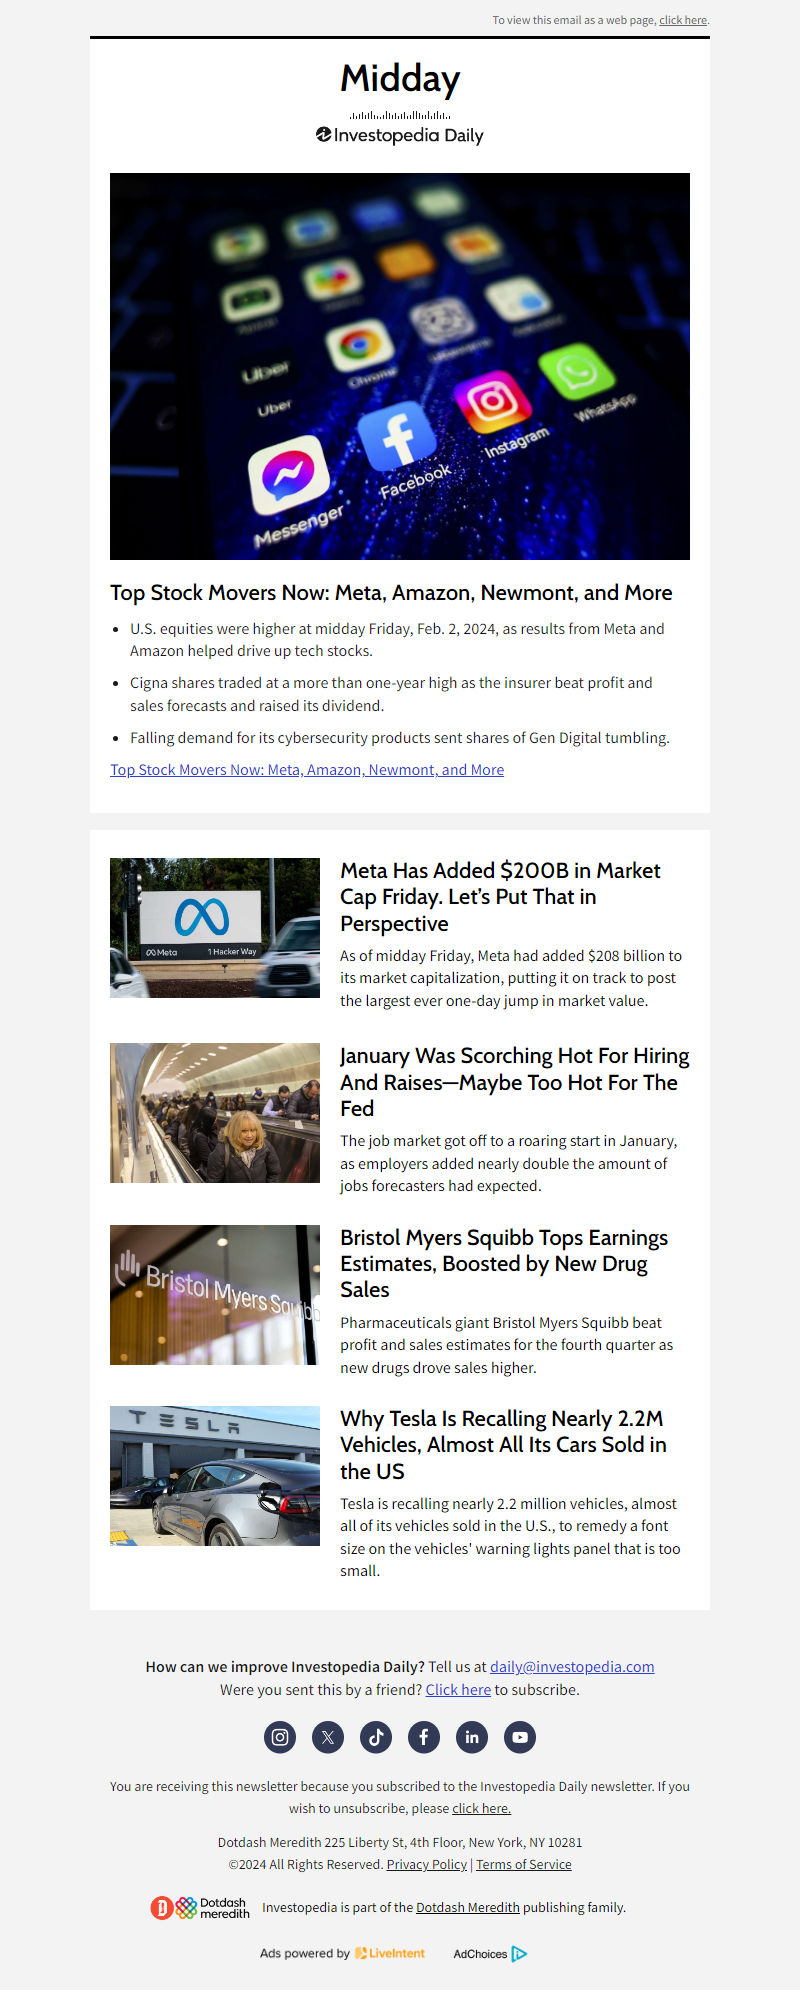 To view this email as a web page, click here.
Midday
Investopedia Daily
Uber
Uber
Chrome
Messenger
Facebook
Instagram
WhatsApp
Top Stock Movers Now: Meta, Amazon, Newmont, and More
U.S. equities were higher at midday Friday, Feb. 2, 2024, as results from Meta and
Amazon helped drive up tech stocks.
Cigna shares traded at a more than one-year high as the insurer beat profit and
sales forecasts and raised its dividend.
Falling demand for its cybersecurity products sent shares of Gen Digital tumbling.
Top Stock Movers Now: Meta, Amazon, Newmont, and More
Meta 1 Hacker Way
Meta Has Added $200B in Market
Cap Friday. Let’s Put That in
Perspective
As of midday Friday, Meta had added $208 billion to
its market capitalization, putting it on track to post
the largest ever one-day jump in market value.
January Was Scorching Hot For Hiring
And Raises—Maybe Too Hot For The
Fed
The job market got off to a roaring start in January,
as employers added nearly double the amount of
jobs forecasters had expected.
Bristol Myers Squibb
Bristol Myers Squibb Tops Earnings
Estimates, Boosted by New Drug
Sales
Pharmaceuticals giant Bristol Myers Squibb beat
profit and sales estimates for the fourth quarter as
new drugs drove sales higher.
TESLA
Why Tesla Is Recalling Nearly 2.2M
Vehicles, Almost All Its Cars Sold in
the US
Tesla is recalling nearly 2.2 million vehicles, almost
all of its vehicles sold in the U.S., to remedy a font
size on the vehicles' warning lights panel that is too
small.
How can we improve Investopedia Daily? Tell us at daily@investopedia.com
Were you sent this by a friend? Click here to subscribe.
You are receiving this newsletter because you subscribed to the Investopedia Daily newsletter. If you
wish to unsubscribe, please click here.
Dotdash Meredith 225 Liberty St, 4th Floor, New York, NY 10281
©2024 All Rights Reserved. Privacy Policy | Terms of Service
Dotdash
meredith
Investopedia is part of the Dotdash Meredith publishing family.
Ads powered by LiveIntent
AdChoices